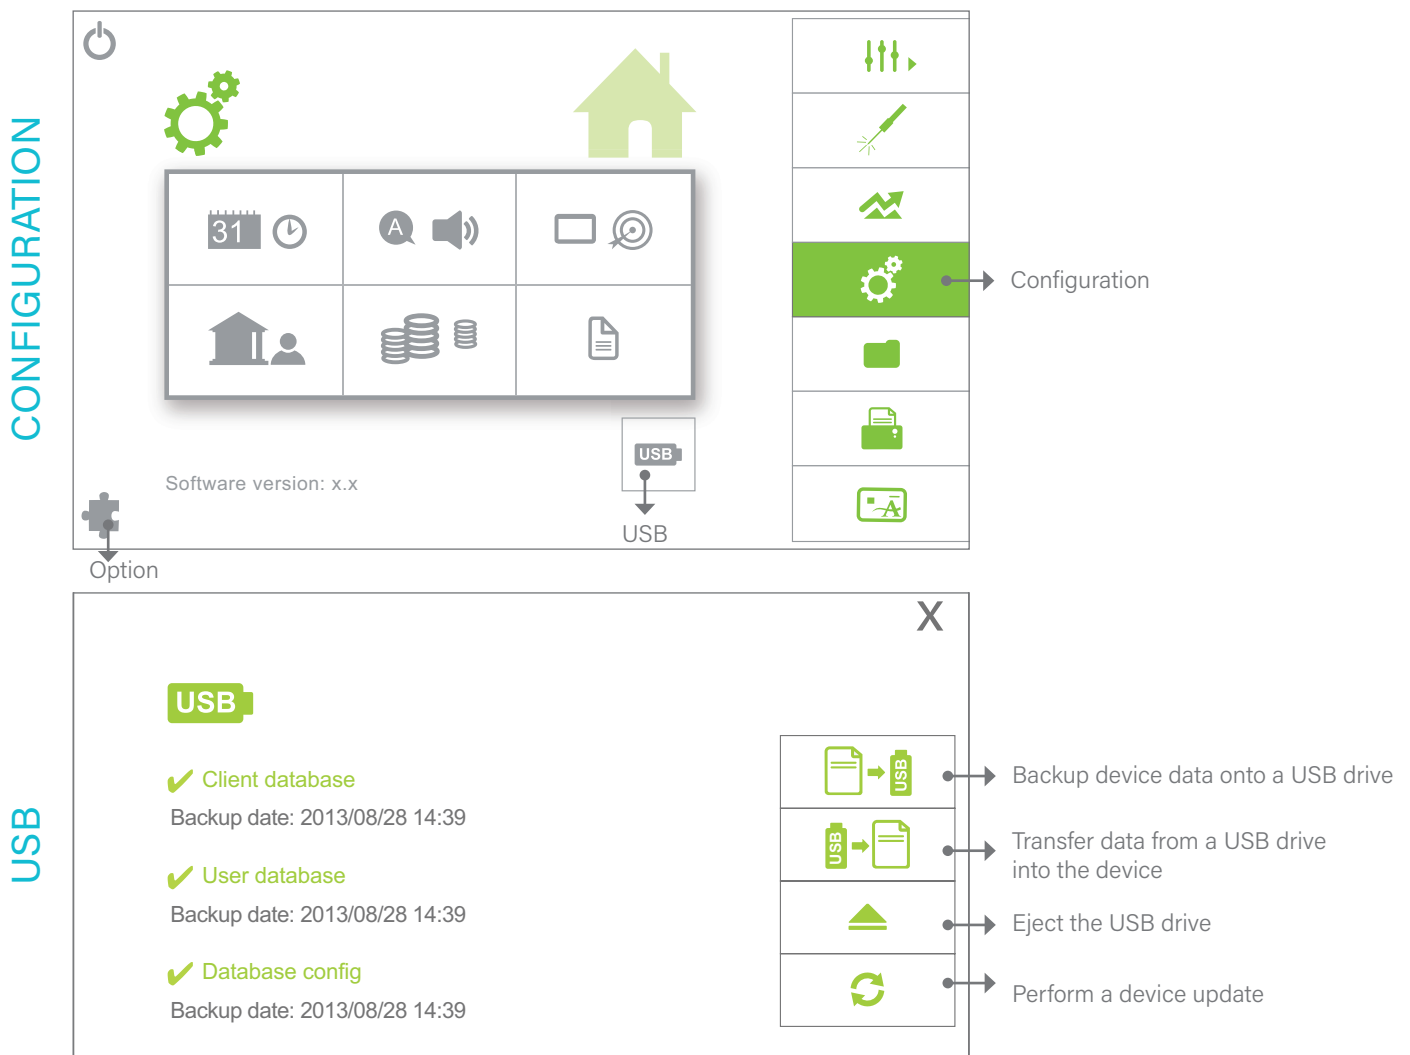 CONFIGURATION
31
A
Configuration
USB
Software version: x.x
A
USB
Option
USB
X
USB
Client database
Backup date: 2013/08/28 14:39
User database
Backup date: 2013/08/28 14:39
Database config
Backup date: 2013/08/28 14:39
USB
Backup device data onto a USB drive
USB
Transfer data from a USB drive
into the device
Eject the USB drive
Perform a device update